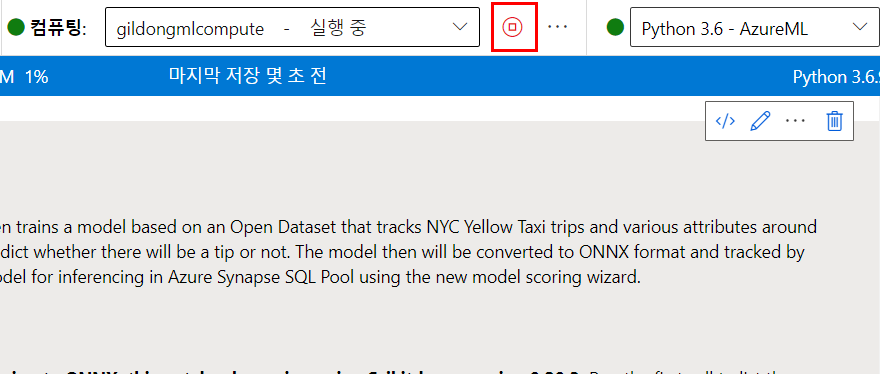 컴퓨팅: gildongmlcompute - 실행 중 ··· Python 3.6 - AzureML
M 1% 마지막 저장 몇 초 전 Python 3.6.9
</> ···
en trains a model based on an Open Dataset that tracks NYC Yellow Taxi trips and various attributes around
dict whether there will be a tip or not. The model then will be converted to ONNX format and tracked by
odel for inferencing in Azure Synapse SQL Pool using the new model scoring wizard.